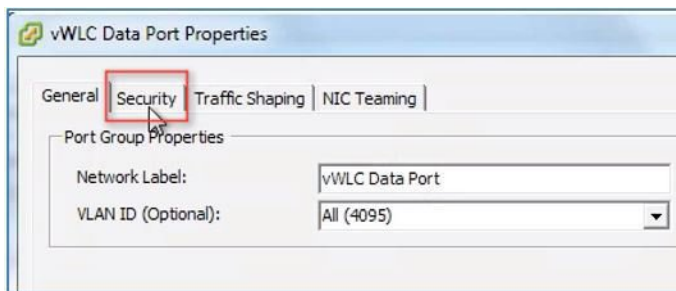 vWLC Data Port Properties
General Security Traffic Shaping NIC Teaming
Port Group Properties
Network Label: vWLC Data Port
VLAN ID (Optional): All (4095)